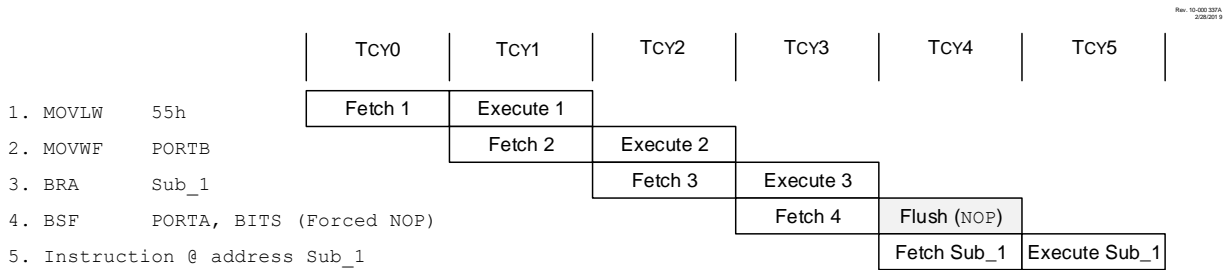 Rev. 10-000 337A
2/28/201 9
TCY0 TCY1 TCY2 TCY3 TCY4 TCY5
1. MOVLW 55h Fetch 1 Execute 1
2. MOVWF PORTB Fetch 2 Execute 2
3. BRA Sub_1 Fetch 3 Execute 3
4. BSF PORTA, BITS (Forced NOP) Fetch 4 Flush (NOP)
5. Instruction @ address Sub_1 Fetch Sub_1 Execute Sub_1